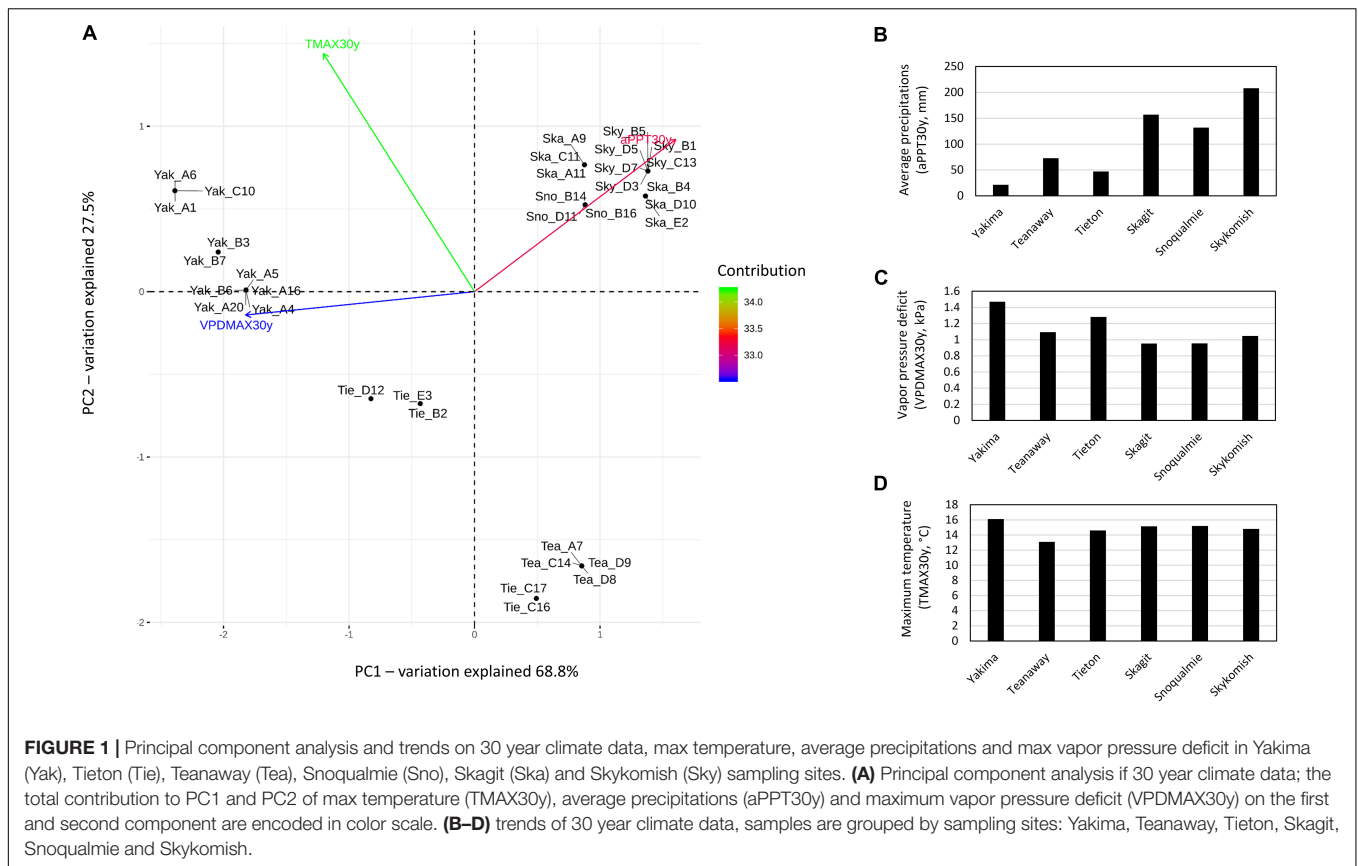 A
TMAX30y
aPPT30y
VPDMAX30y
Sky_B5
Sky_B1
Sky_D5
Sky_C13
Sky_D7
Sky_D3
Ska_A9
Ska_C11
Ska_A11
Ska_B4
Ska_D10
Ska_E2
Sno_B14
Sno_D11
Sno_B16
Yak_A6
Yak_C10
Yak_A1
Yak_B3
Yak_B7
Yak_A5
Yak_B6
Yak_A16
Yak_A20
Yak_A4
Tie_D12
Tie_E3
Tie_B2
Tea_A7
Tea_C14
Tea_D9
Tea_D8
Tie_C17
Tie_C16
1
0
-1
-2
-2
-1
0
1
PC2 – variation explained 27.5%
PC1 – variation explained 68.8%
Contribution
34.0
33.5
33.0
B
Average precipitations
(aPPT30y, mm)
250
200
150
100
50
0
Yakima
Teanaway
Tieton
Skagit
Snoqualmie
Skykomish
C
Vapor pressure deficit
(VPDMAX30y, kPa)
1.6
1.4
1.2
1
0.8
0.6
0.4
0.2
0
Yakima
Teanaway
Tieton
Skagit
Snoqualmie
Skykomish
D
Maximum temperature
(TMAX30y, °C)
18
16
14
12
10
8
6
4
2
0
Yakima
Teanaway
Tieton
Skagit
Snoqualmie
Skykomish
FIGURE 1 | Principal component analysis and trends on 30 year climate data, max temperature, average precipitations and max vapor pressure deficit in Yakima
(Yak), Tieton (Tie), Teanaway (Tea), Snoqualmie (Sno), Skagit (Ska) and Skykomish (Sky) sampling sites. (A) Principal component analysis if 30 year climate data; the
total contribution to PC1 and PC2 of max temperature (TMAX30y), average precipitations (aPPT30y) and maximum vapor pressure deficit (VPDMAX30y) on the first
and second component are encoded in color scale. (B–D) trends of 30 year climate data, samples are grouped by sampling sites: Yakima, Teanaway, Tieton, Skagit,
Snoqualmie and Skykomish.